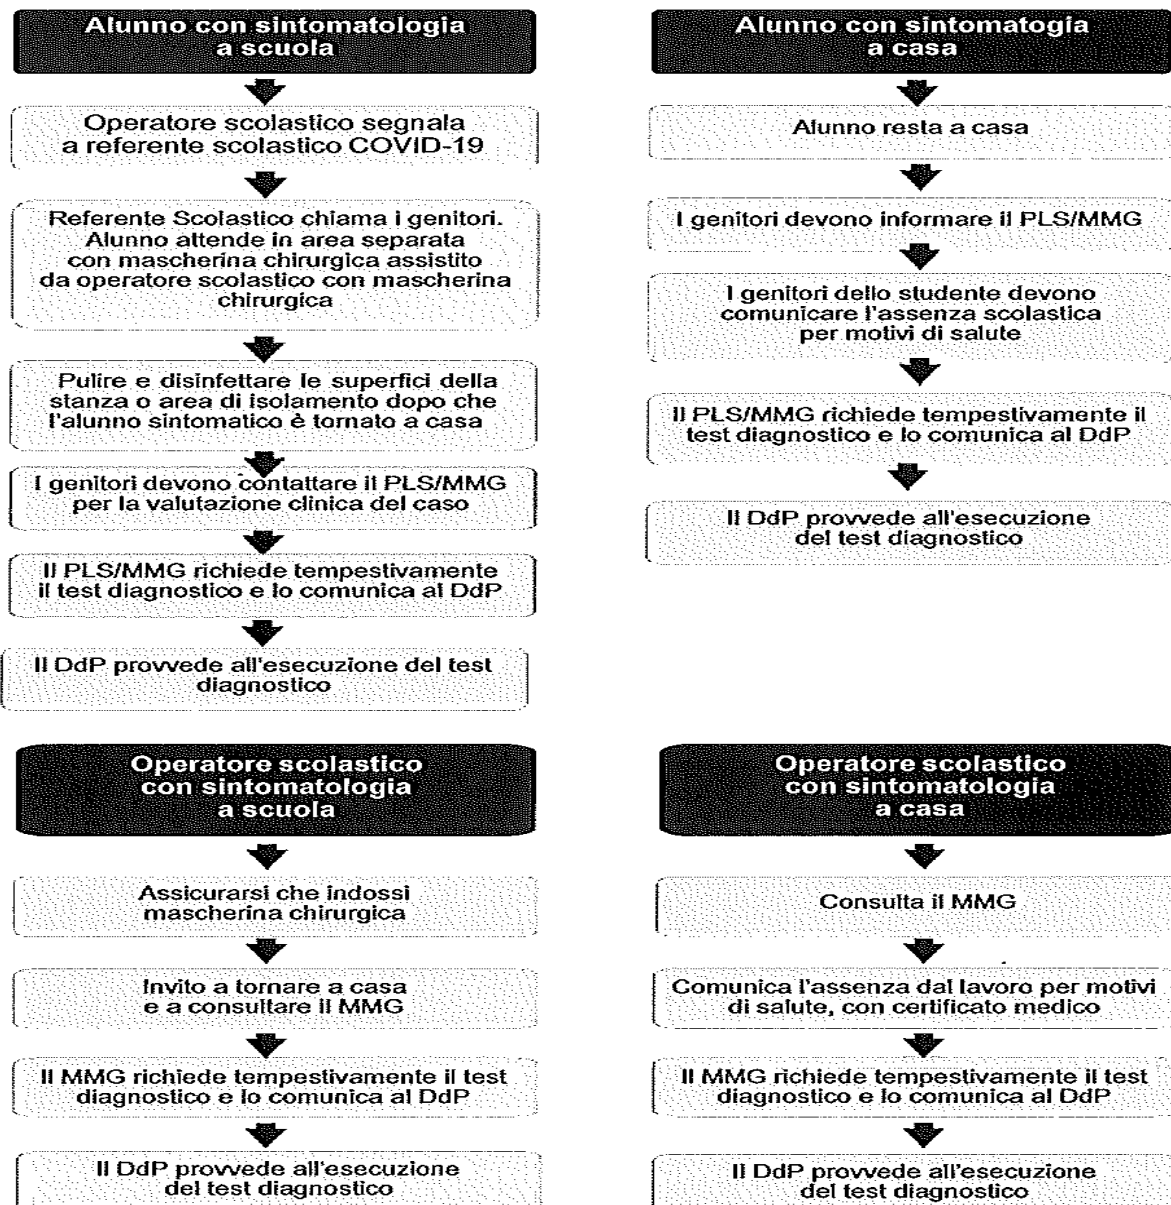 Alunno con sintomatologia
a scuola
Operatore scolastico segnala
a referente scolastico COVID-19
Referente Scolastico chiama i genitori.
Alunno attende in area separata
con mascherina chirurgica assistito
da operatore scolastico con mascherina
chirurgica
Pulire e disinfettare le superfici della
stanza o area di isolamento dopo che
l'alunno sintomatico è tornato a casa
I genitori devono contattare il PLS/MMG
per la valutazione clinica del caso
Il PLS/MMG richiede tempestivamente
il test diagnostico e lo comunica al DdP
Il DdP provvede all'esecuzione del test
diagnostico
Alunno con sintomatogia
a casa
Alunno resta a casa
I genitori devono informare il PLS/MMG
I genitori dello studente devono
comunicare l'assenza scolastica
per motivi di salute
Il PLS/MMG richiede tempestivamente il
test diagnostico e lo comunica al DdP
Il DdP provvede all'esecuzione
del test diagnostico
Operatore scolastico
con sintomatologia
a scuola
Assicurarsi che indossi
mascherina chirurgica
Invito a tornare a casa
e a consultare il MMG
Il MMG richiede tempestivamente il test
diagnostico e lo comunica al DdP
Il DdP provvede all'esecuzione
del test diagnostico
Operatore scolastico
con sintomatologia
a casa
Consulta il MMG
Comunica l'assenza dal lavoro per motivi
di salute, con certificato medico
Il MMG richiede tempestivamente il test
diagnostico e lo comunica al DdP
Il DdP provvede all'esecuzione
del test diagnostico